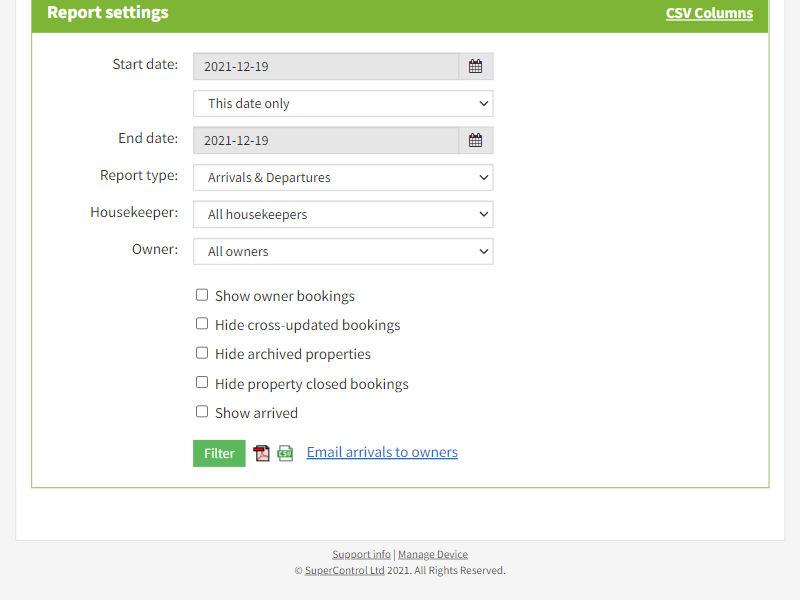 Report settings CSV Columns
Start date: 2021-12-19
This date only
End date: 2021-12-19
Report type: Arrivals & Departures
Housekeeper: All housekeepers
Owner: All owners
Show owner bookings
Hide cross-updated bookings
Hide archived properties
Hide property closed bookings
Show arrived
Filter CSV Email arrivals to owners
Support info | Manage Device
© SuperControl Ltd 2021. All Rights Reserved.